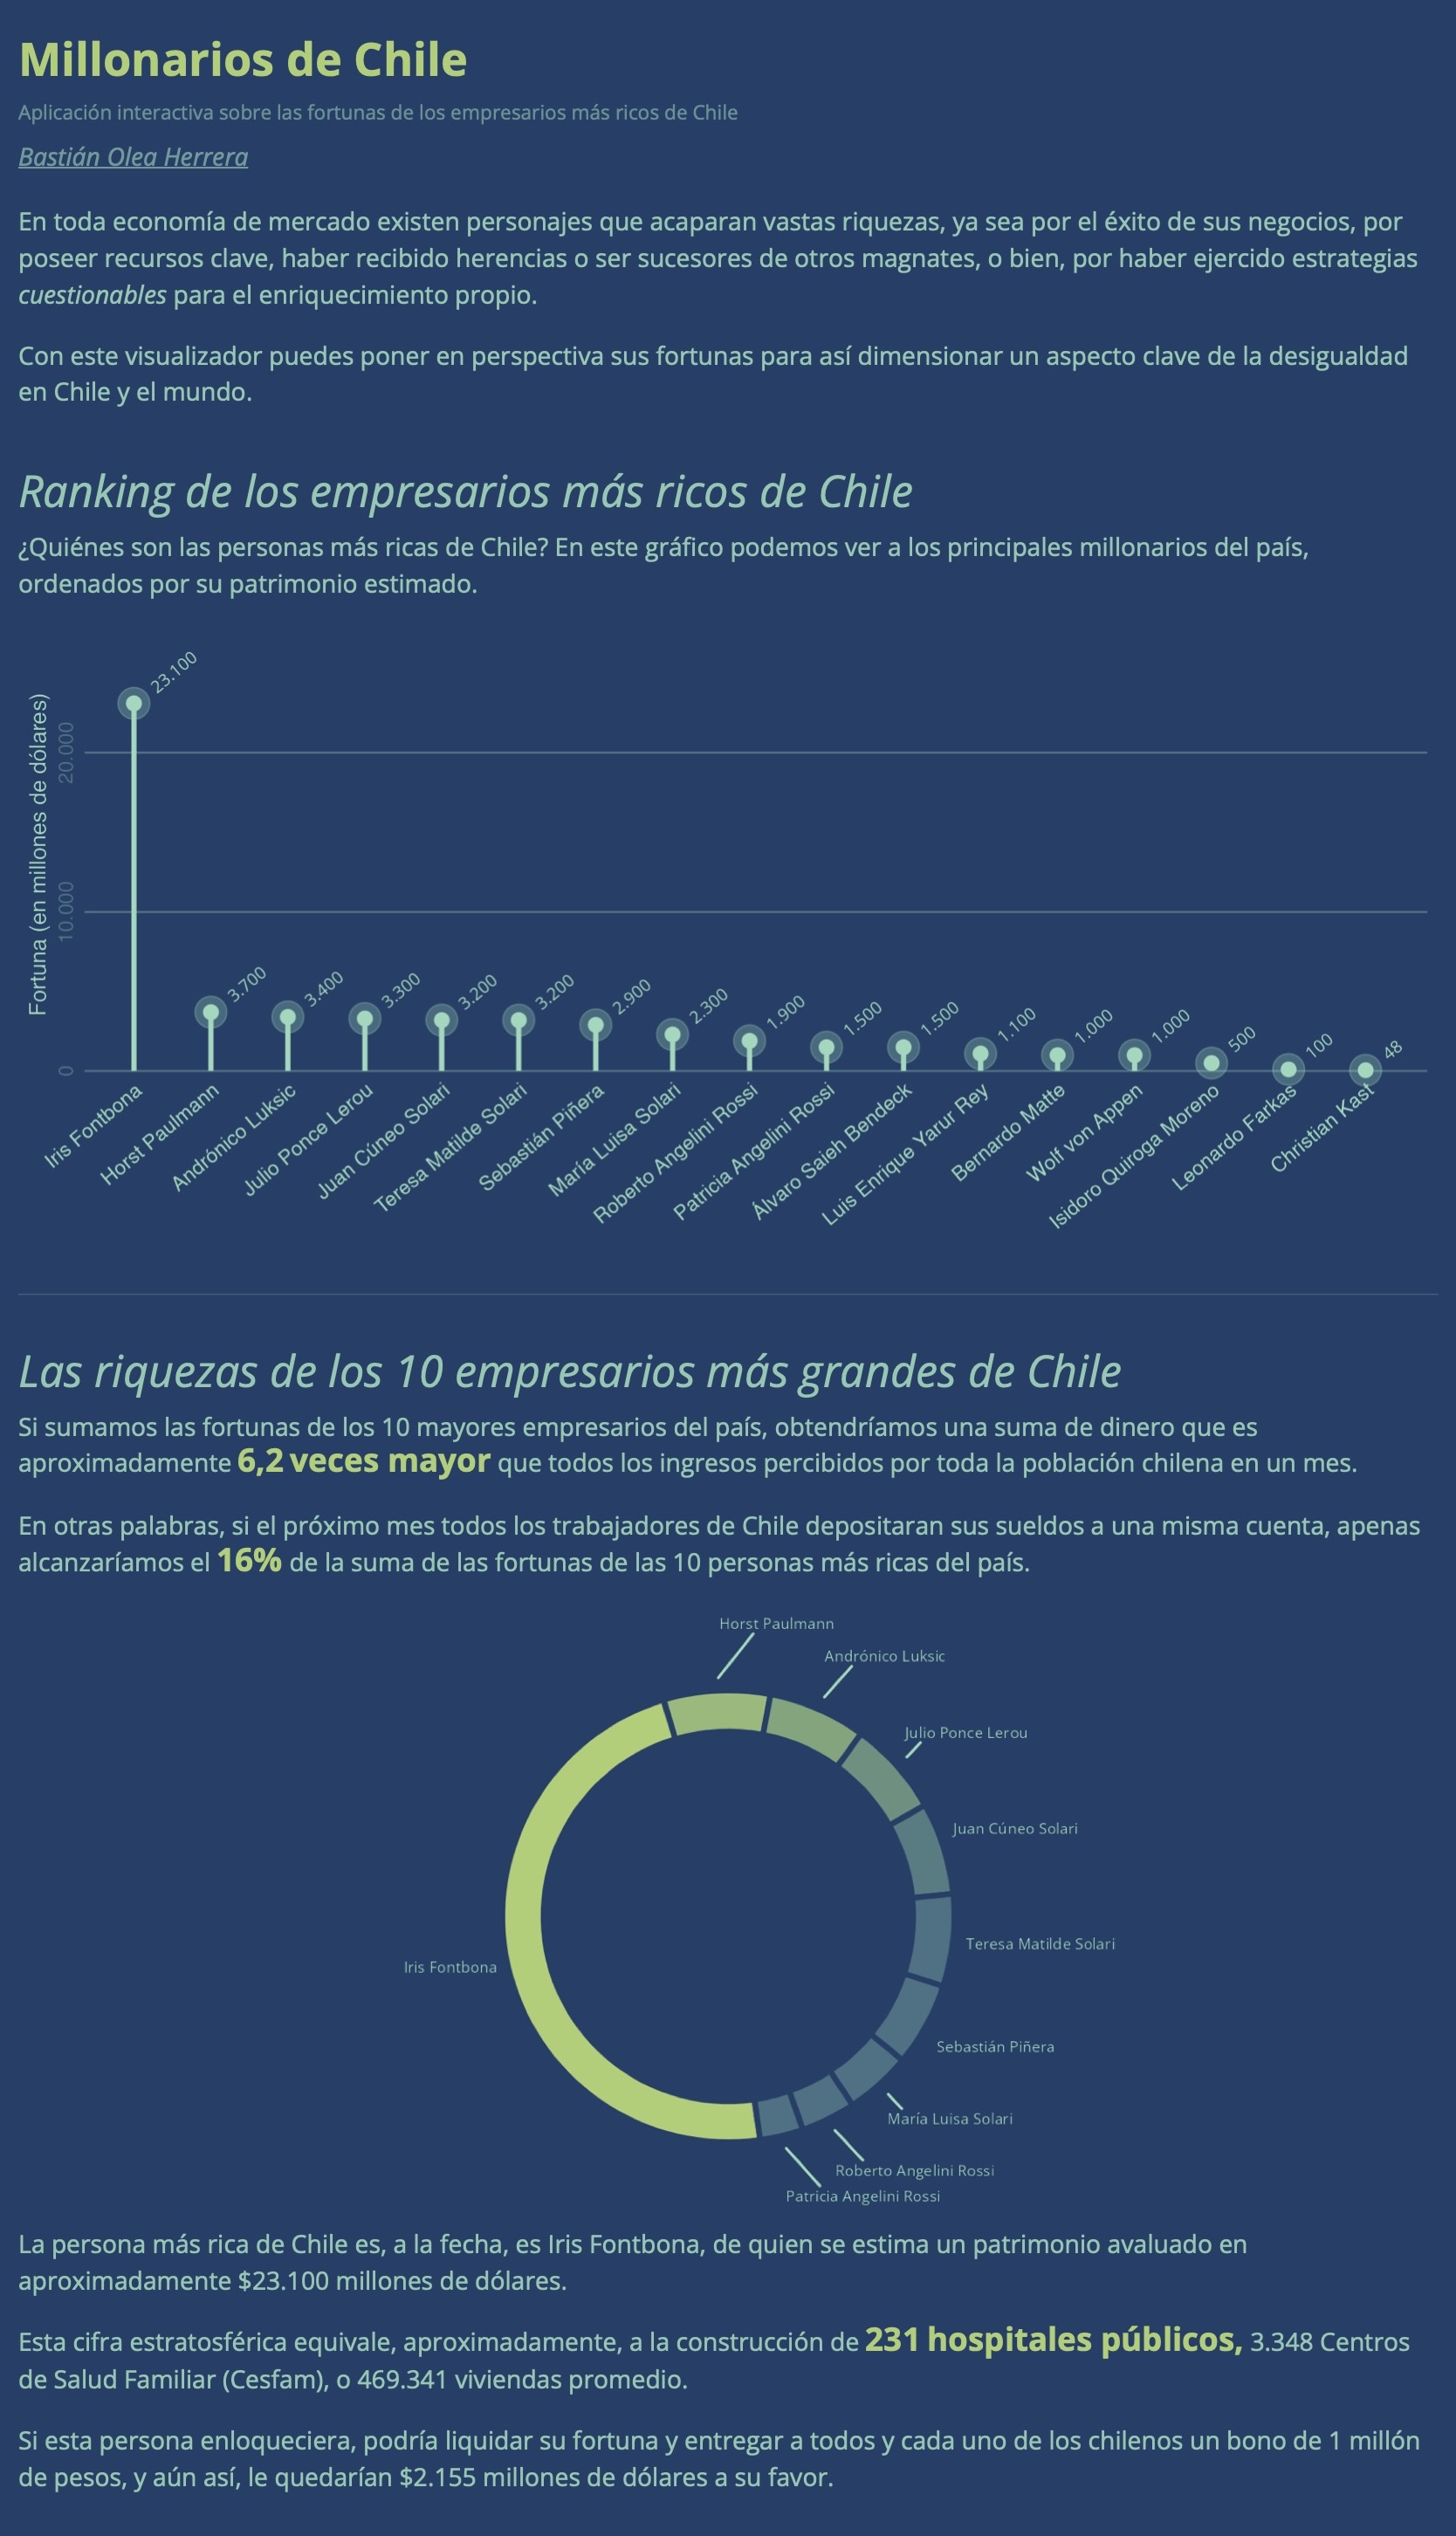 Millonarios de Chile
Aplicación interactiva sobre las fortunas de los empresarios más ricos de Chile
Bastián Olea Herrera
En toda economía de mercado existen personajes que acaparan vastas riquezas, ya sea por el éxito de sus negocios, por
poseer recursos clave, haber recibido herencias o ser sucesores de otros magnates, o bien, por haber ejercido estrategias
cuestionables para el enriquecimiento propio.
Con este visualizador puedes poner en perspectiva sus fortunas para así dimensionar un aspecto clave de la desigualdad
en Chile y el mundo.
Ranking de los empresarios más ricos de Chile
¿Quiénes son las personas más ricas de Chile? En este gráfico podemos ver a los principales millonarios del país,
ordenados por su patrimonio estimado.
Fortuna (en millones de dólares)
20.000
10.000
0
23.100
3.700
3.400
3.300
3.200
3.200
2.900
2.300
1.900
1.500
1.500
1.100
1.000
1.000
500
100
48
Iris Fontbona
Horst Paulmann
Andrónico Luksic
Julio Ponce Lerou
Juan Cúneo Solari
Teresa Matilde Solari
Sebastián Piñera
María Luisa Solari
Roberto Angelini Rossi
Patricia Angelini Rossi
Álvaro Saieh Bendeck
Luis Enrique Yarur Rey
Bernardo Matte
Wolf von Appen
Isidoro Quiroga Moreno
Leonardo Farkas
Christian Kast
Las riquezas de los 10 empresarios más grandes de Chile
Si sumamos las fortunas de los 10 mayores empresarios del país, obtendríamos una suma de dinero que es
aproximadamente 6,2 veces mayor que todos los ingresos percibidos por toda la población chilena en un mes.
En otras palabras, si el próximo mes todos los trabajadores de Chile depositaran sus sueldos a una misma cuenta, apenas
alcanzaríamos el 16% de la suma de las fortunas de las 10 personas más ricas del país.
Horst Paulmann
Andrónico Luksic
Julio Ponce Lerou
Juan Cúneo Solari
Teresa Matilde Solari
Iris Fontbona
Sebastián Piñera
María Luisa Solari
Roberto Angelini Rossi
Patricia Angelini Rossi
La persona más rica de Chile es, a la fecha, es Iris Fontbona, de quien se estima un patrimonio avaluado en
aproximadamente $23.100 millones de dólares.
Esta cifra estratosférica equivale, aproximadamente, a la construcción de 231 hospitales públicos, 3.348 Centros
de Salud Familiar (Cesfam), o 469.341 viviendas promedio.
Si esta persona enloqueciera, podría liquidar su fortuna y entregar a todos y cada uno de los chilenos un bono de 1 millón
de pesos, y aún así, le quedarían $2.155 millones de dólares a su favor.